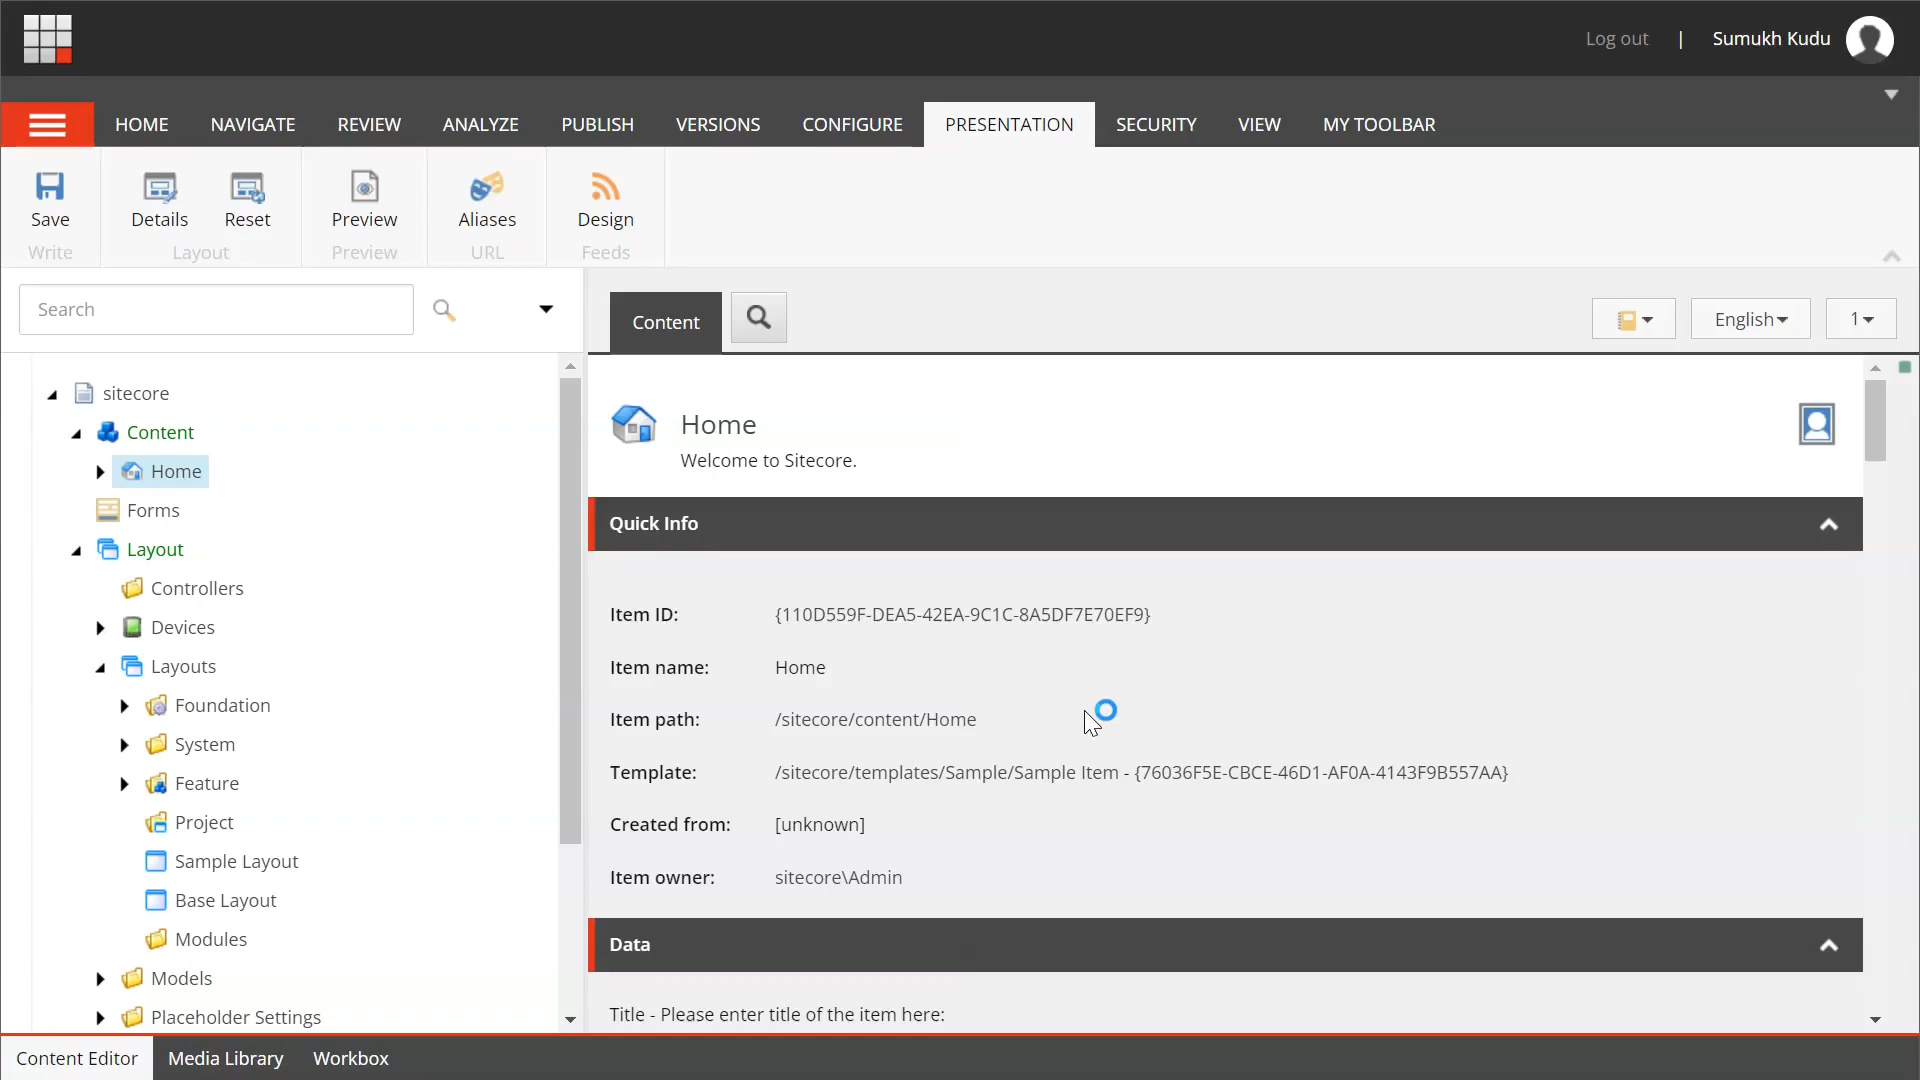 Log out | Sumukh Kudu
HOME NAVIGATE REVIEW ANALYZE PUBLISH VERSIONS CONFIGURE PRESENTATION SECURITY VIEW MY TOOLBAR
Save Details Reset Preview Aliases Design
Write Layout Preview URL Feeds
Search
Content English 1
sitecore
Content
Home
Forms
Layout
Controllers
Devices
Layouts
Foundation
System
Feature
Project
Sample Layout
Base Layout
Modules
Models
Placeholder Settings
Home
Welcome to Sitecore.
Quick Info
Item ID: {110D559F-DEA5-42EA-9C1C-8A5DF7E70EF9}
Item name: Home
Item path: /sitecore/content/Home
Template: /sitecore/templates/Sample/Sample Item - {76036F5E-CBCE-46D1-AF0A-4143F9B557AA}
Created from: [unknown]
Item owner: sitecore\Admin
Data
Title - Please enter title of the item here:
Content Editor Media Library Workbox